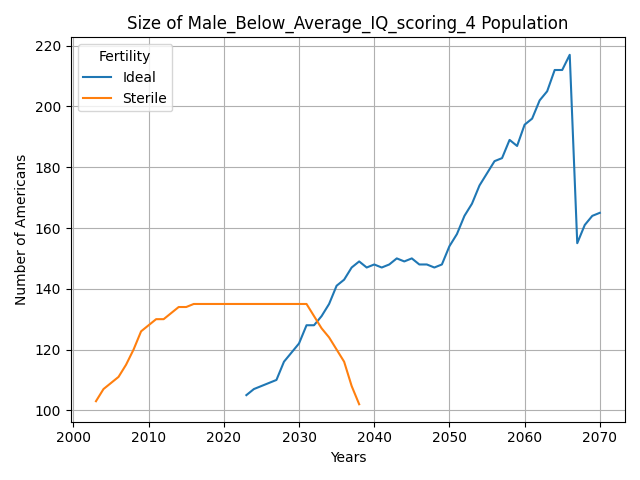 Size of Male_Below_Average_IQ_scoring_4 Population
Fertility
Ideal
Sterile
Number of Americans
220
200
180
160
140
120
100
2000
2010
2020
2030
2040
2050
2060
2070
Years